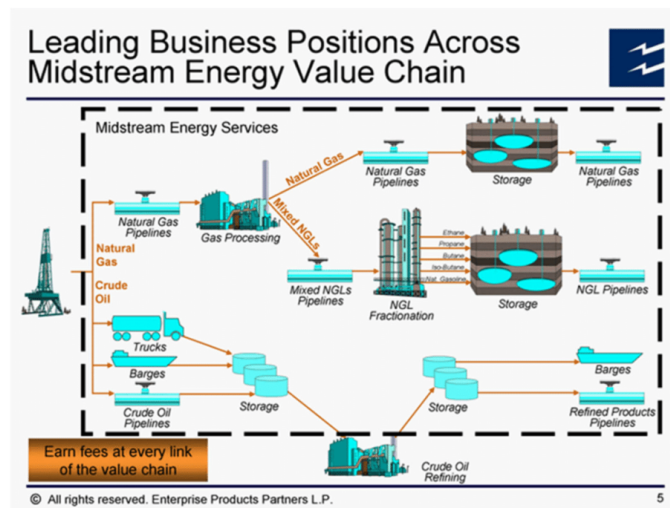 Leading Business Positions Across
Midstream Energy Value Chain
Midstream Energy Services
Natural Gas
Pipelines
Gas Processing
Natural Gas
Mixed NGLs
Natural Gas
Pipelines
Storage
Natural Gas
Pipelines
Natural
Gas
Crude
Oil
Mixed NGLs
Pipelines
NGL
Fractionation
Ethane
Propane
Butane
Iso-Butane
Nat. Gasoline
Storage
NGL Pipelines
Trucks
Barges
Crude Oil
Pipelines
Storage
Storage
Barges
Refined Products
Pipelines
Crude Oil
Refining
Earn fees at every link
of the value chain
© All rights reserved. Enterprise Products Partners L.P.
5